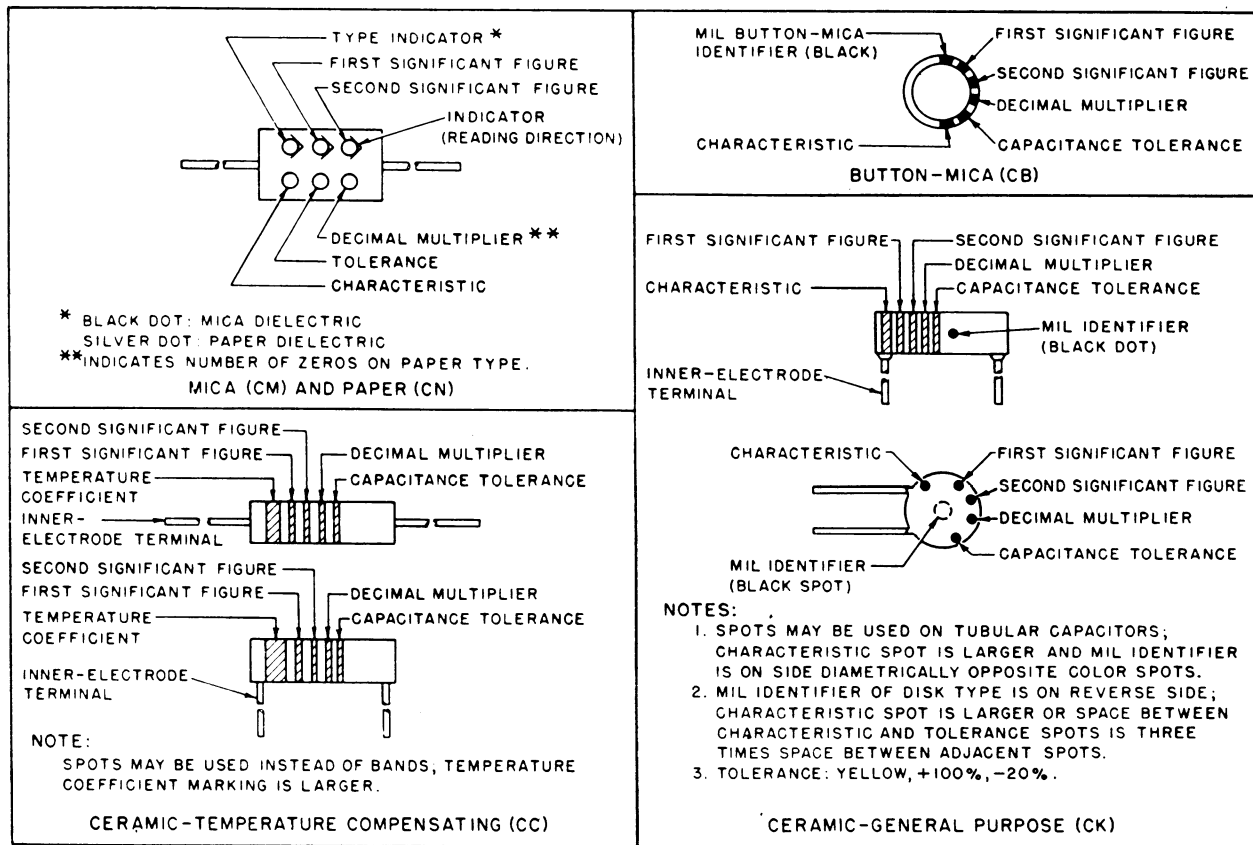 TYPE INDICATOR *
FIRST SIGNIFICANT FIGURE
SECOND SIGNIFICANT FIGURE
INDICATOR
(READING DIRECTION)
DECIMAL MULTIPLIER **
TOLERANCE
CHARACTERISTIC
* BLACK DOT: MICA DIELECTRIC
SILVER DOT: PAPER DIELECTRIC
**INDICATES NUMBER OF ZEROS ON PAPER TYPE.
MICA (CM) AND PAPER (CN)
MIL BUTTON-MICA
IDENTIFIER (BLACK)
FIRST SIGNIFICANT FIGURE
SECOND SIGNIFICANT FIGURE
DECIMAL MULTIPLIER
CHARACTERISTIC
CAPACITANCE TOLERANCE
BUTTON-MICA (CB)
SECOND SIGNIFICANT FIGURE
FIRST SIGNIFICANT FIGURE
DECIMAL MULTIPLIER
TEMPERATURE
COEFFICIENT
CAPACITANCE TOLERANCE
INNER-
ELECTRODE TERMINAL
SECOND SIGNIFICANT FIGURE
FIRST SIGNIFICANT FIGURE
DECIMAL MULTIPLIER
TEMPERATURE
COEFFICIENT
CAPACITANCE TOLERANCE
INNER-ELECTRODE
TERMINAL
NOTE:
SPOTS MAY BE USED INSTEAD OF BANDS; TEMPERATURE
COEFFICIENT MARKING IS LARGER.
CERAMIC-TEMPERATURE COMPENSATING (CC)
FIRST SIGNIFICANT FIGURE
SECOND SIGNIFICANT FIGURE
DECIMAL MULTIPLIER
CHARACTERISTIC
CAPACITANCE TOLERANCE
MIL IDENTIFIER
(BLACK DOT)
INNER-ELECTRODE
TERMINAL
CHARACTERISTIC
FIRST SIGNIFICANT FIGURE
SECOND SIGNIFICANT FIGURE
DECIMAL MULTIPLIER
CAPACITANCE TOLERANCE
MIL IDENTIFIER
(BLACK SPOT)
NOTES:
1. SPOTS MAY BE USED ON TUBULAR CAPACITORS;
CHARACTERISTIC SPOT IS LARGER AND MIL IDENTIFIER
IS ON SIDE DIAMETRICALLY OPPOSITE COLOR SPOTS.
2. MIL IDENTIFIER OF DISK TYPE IS ON REVERSE SIDE;
CHARACTERISTIC SPOT IS LARGER OR SPACE BETWEEN
CHARACTERISTIC AND TOLERANCE SPOTS IS THREE
TIMES SPACE BETWEEN ADJACENT SPOTS.
3. TOLERANCE: YELLOW, +100%, -20%.
CERAMIC-GENERAL PURPOSE (CK)